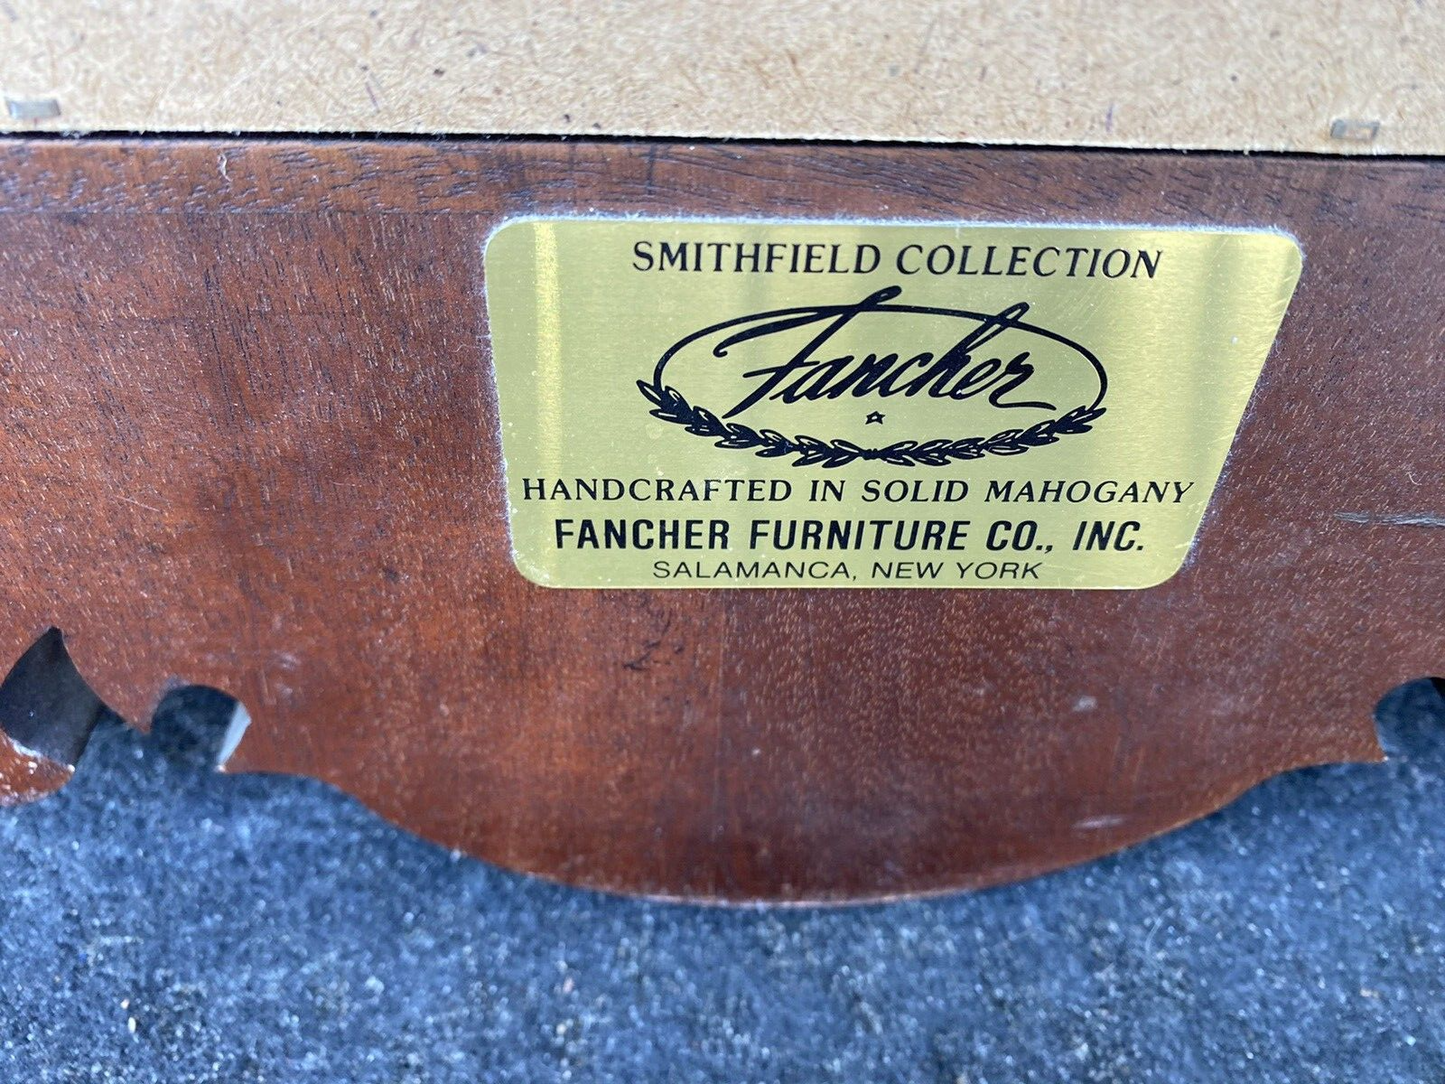 SMITHFIELD COLLECTION
Fancher
HANDCRAFTED IN SOLID MAHOGANY
FANCHER FURNITURE CO., INC.
SALAMANCA, NEW YORK